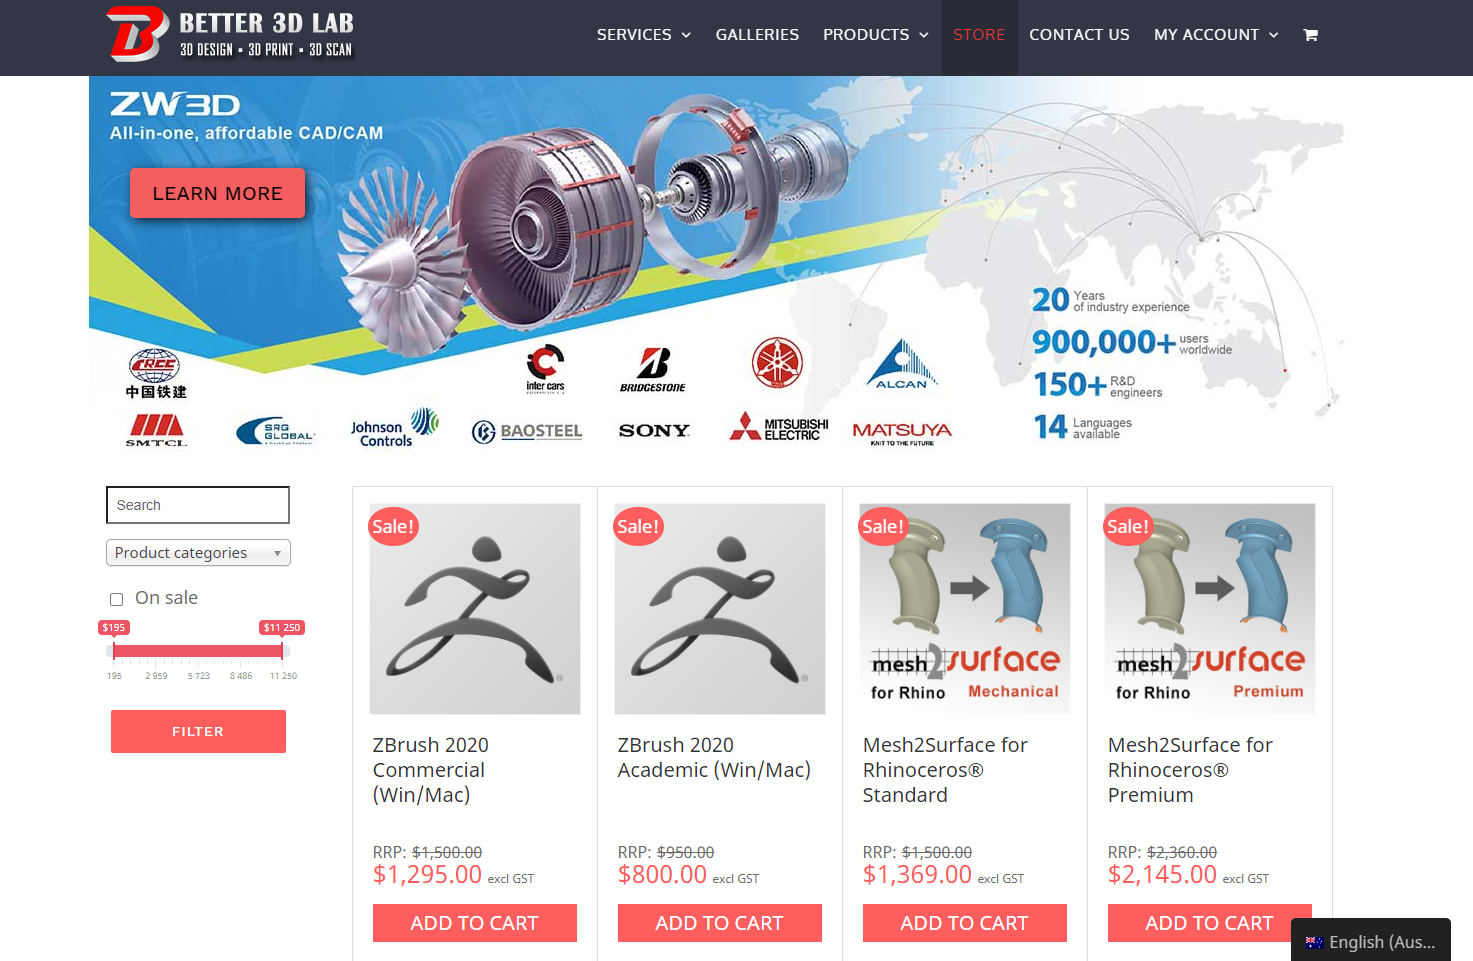 BETTER 3D LAB
3D DESIGN ▪ 3D PRINT ▪ 3D SCAN
SERVICES
GALLERIES
PRODUCTS
STORE
CONTACT US
MY ACCOUNT
ZW3D
All-in-one, affordable CAD/CAM
LEARN MORE
20 Years of industry experience
900,000+ users worldwide
150+ R&D engineers
14 Languages available
CRCC
中国铁建
inter cars
BRIDGESTONE
ALCAN
SMTCL
SRG GLOBAL
Johnson Controls
BAOSTEEL
SONY
MITSUBISHI ELECTRIC
MATSUYA
KNIT TO THE FUTURE
Search
Product categories
On sale
$195
$11 250
195
2 959
5 723
8 486
11 250
FILTER
Sale!
®
ZBrush 2020
Commercial
(Win/Mac)
RRP: $1,500.00
$1,295.00 excl GST
ADD TO CART
Sale!
®
ZBrush 2020
Academic (Win/Mac)
RRP: $950.00
$800.00 excl GST
ADD TO CART
Sale!
mesh2surface
for Rhino Mechanical
Mesh2Surface for
Rhinoceros®
Standard
RRP: $1,500.00
$1,369.00 excl GST
ADD TO CART
Sale!
mesh2surface
for Rhino Premium
Mesh2Surface for
Rhinoceros®
Premium
RRP: $2,360.00
$2,145.00 excl GST
ADD TO CART
English (Aus...